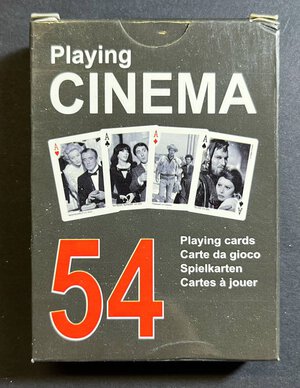 Playing
CINEMA
A
A
A
A
A
54
Playing cards
Carte da gioco
Spielkarten
Cartes à jouer